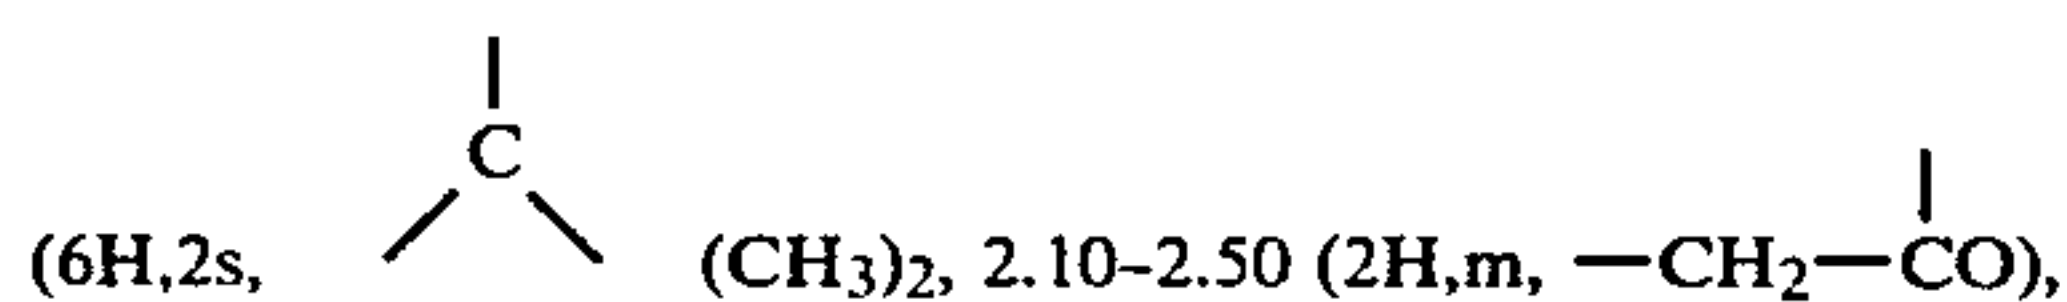 C
(6H,2s, (CH₃)₂, 2.10–2.50 (2H,m, —CH₂—CO),